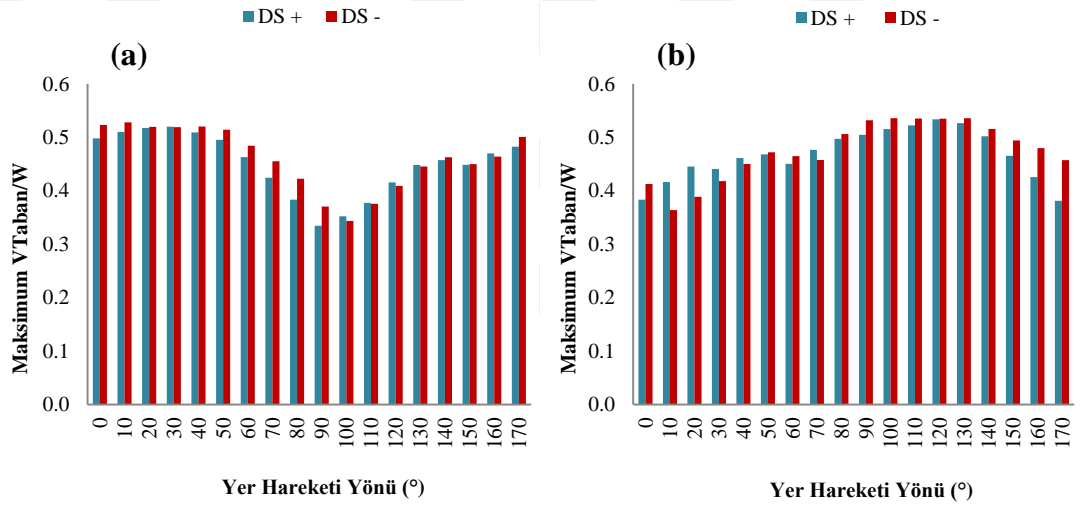 DS + DS -
(a)
Maksimum VTaban/W
0.6
0.5
0.4
0.3
0.2
0.1
0.0
0 10 20 30 40 50 60 70 80 90 100 110 120 130 140 150 160 170
Yer Hareketi Yönü (°)
DS + DS -
(b)
Maksimum VTaban/W
0.6
0.5
0.4
0.3
0.2
0.1
0.0
0 10 20 30 40 50 60 70 80 90 100 110 120 130 140 150 160 170
Yer Hareketi Yönü (°)